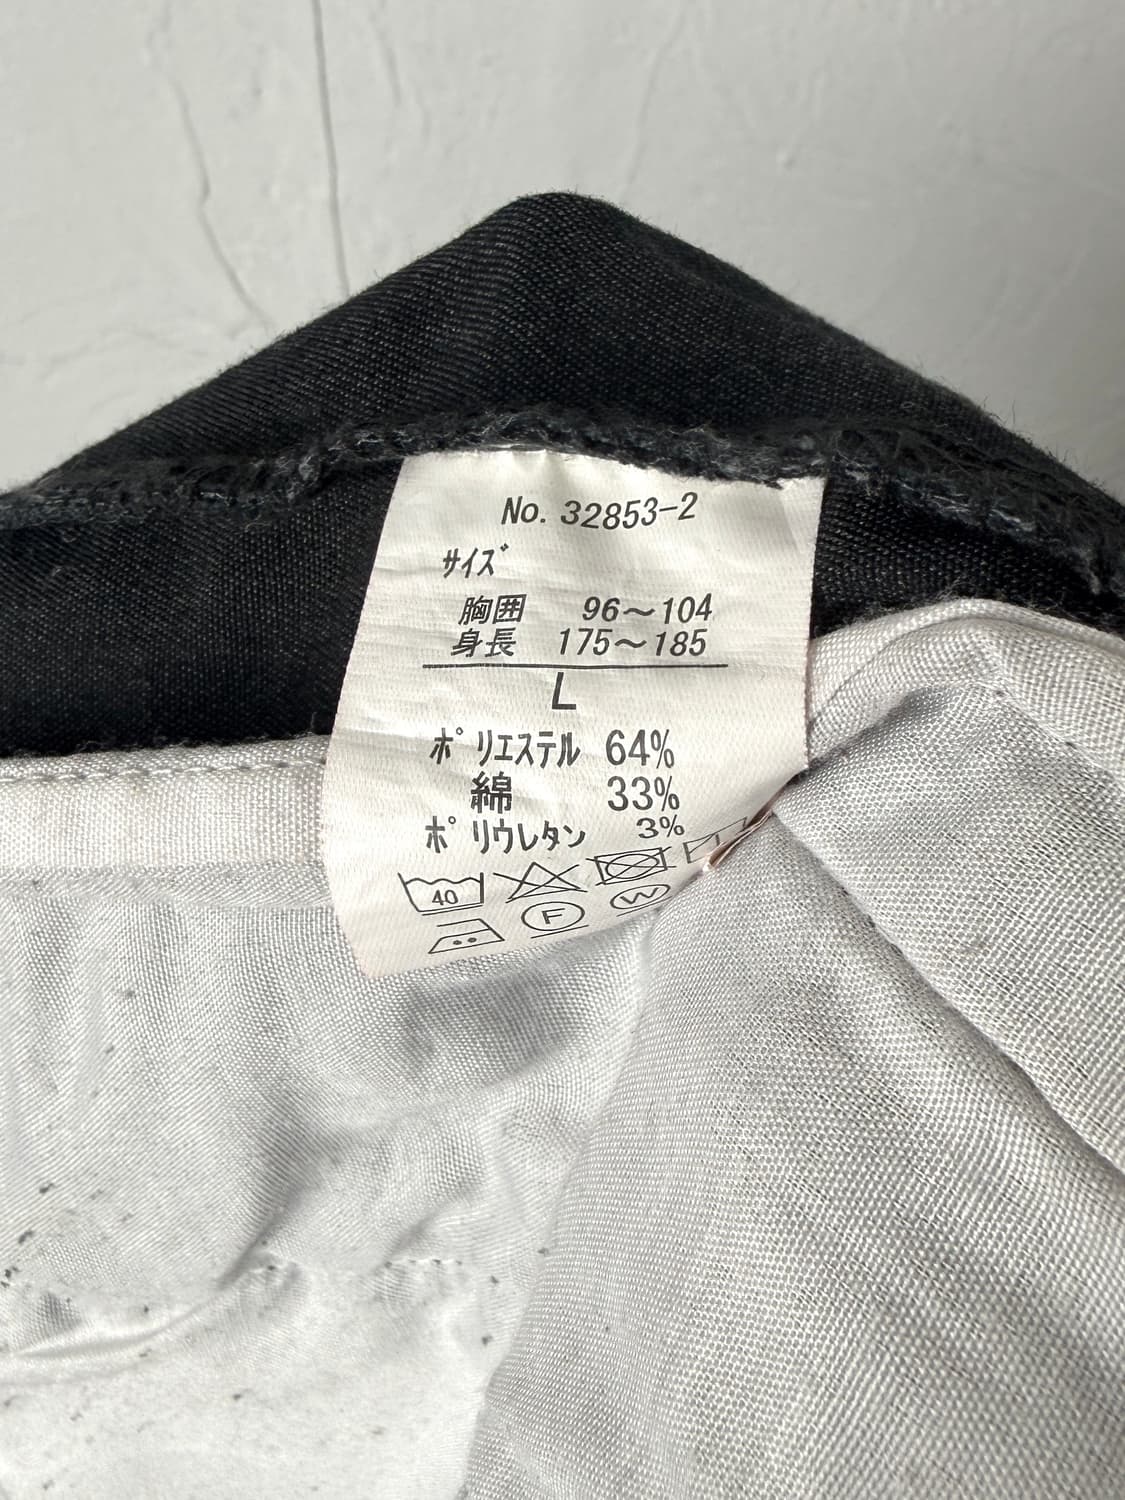 No. 32853-2
サイズ
胸囲 96～104
身長 175～185
L
ポリエステル 64%
綿 33%
ポリウレタン 3%
40
F W